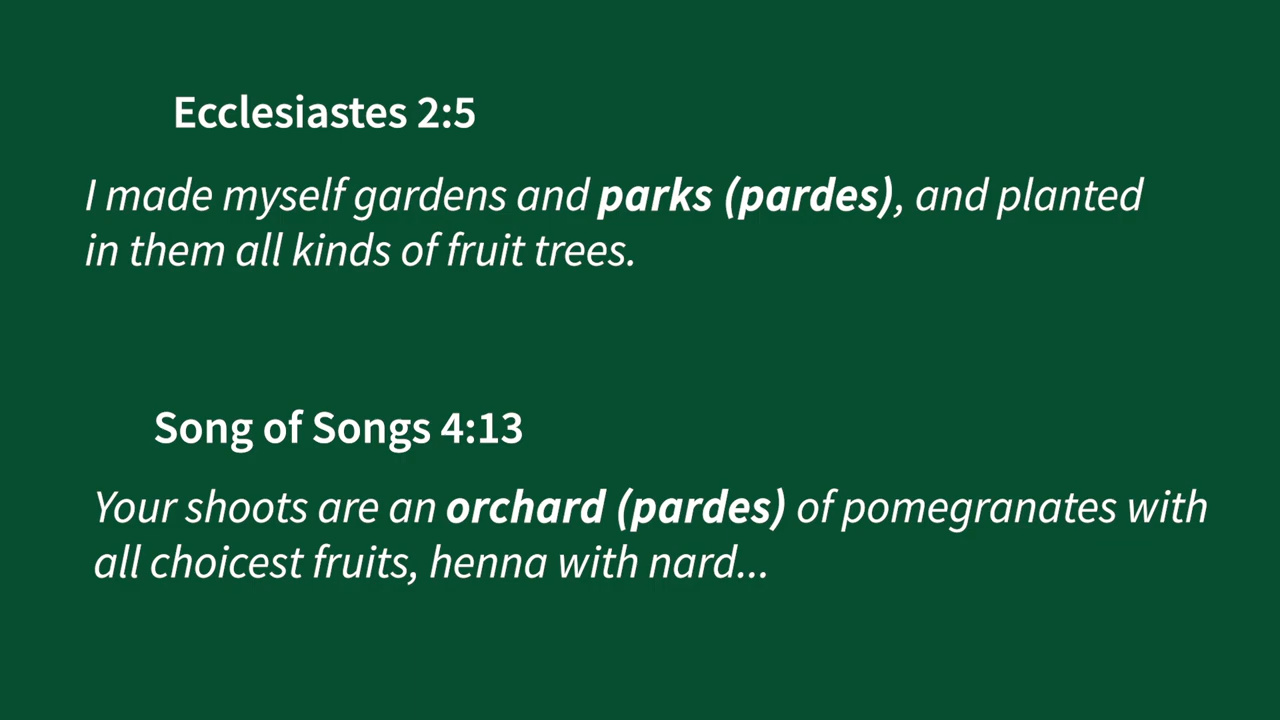 Ecclesiastes 2:5
I made myself gardens and parks (pardes), and planted
in them all kinds of fruit trees.
Song of Songs 4:13
Your shoots are an orchard (pardes) of pomegranates with
all choicest fruits, henna with nard...